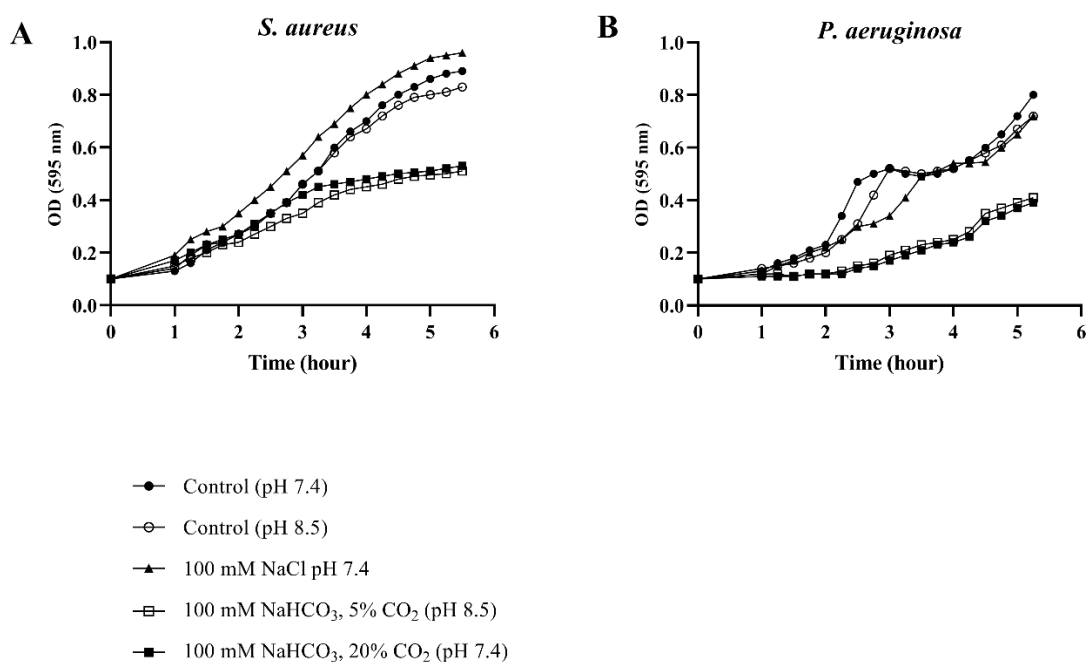 A
S. aureus
1.0
0.8
0.6
0.4
0.2
0.0
OD (595 nm)
0 1 2 3 4 5 6
Time (hour)
B
P. aeruginosa
1.0
0.8
0.6
0.4
0.2
0.0
OD (595 nm)
0 1 2 3 4 5 6
Time (hour)
Control (pH 7.4)
Control (pH 8.5)
100 mM NaCl pH 7.4
100 mM NaHCO₃, 5% CO₂ (pH 8.5)
100 mM NaHCO₃, 20% CO₂ (pH 7.4)